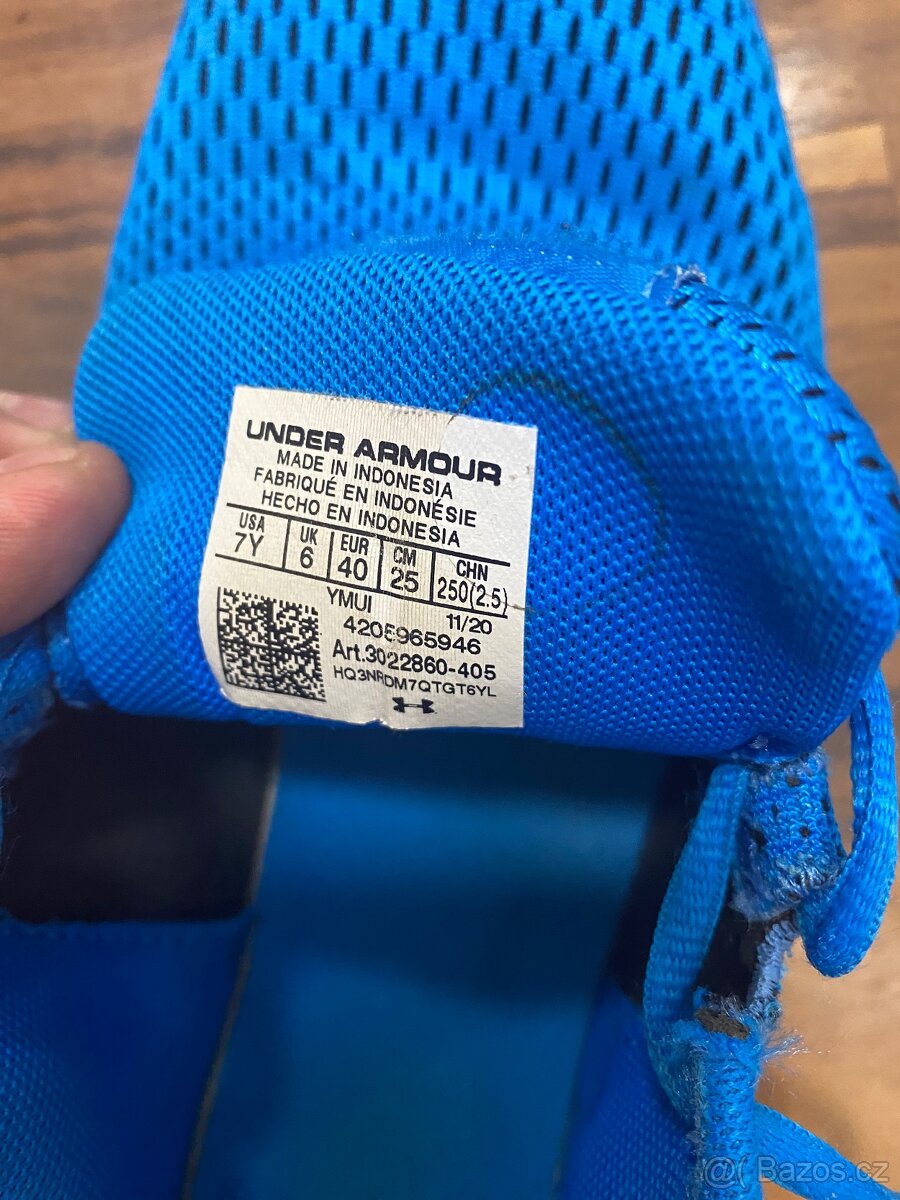 UNDER ARMOUR
MADE IN INDONESIA
FABRIQUÉ EN INDONÉSIE
HECHO EN INDONESIA
USA UK EUR CM CHN
7Y 6 40 25 250(2.5)
YMUI 11/20
4205965946
Art.3022860-405
HQ3NRDM7QTGT6YL
@( Bazos.cz